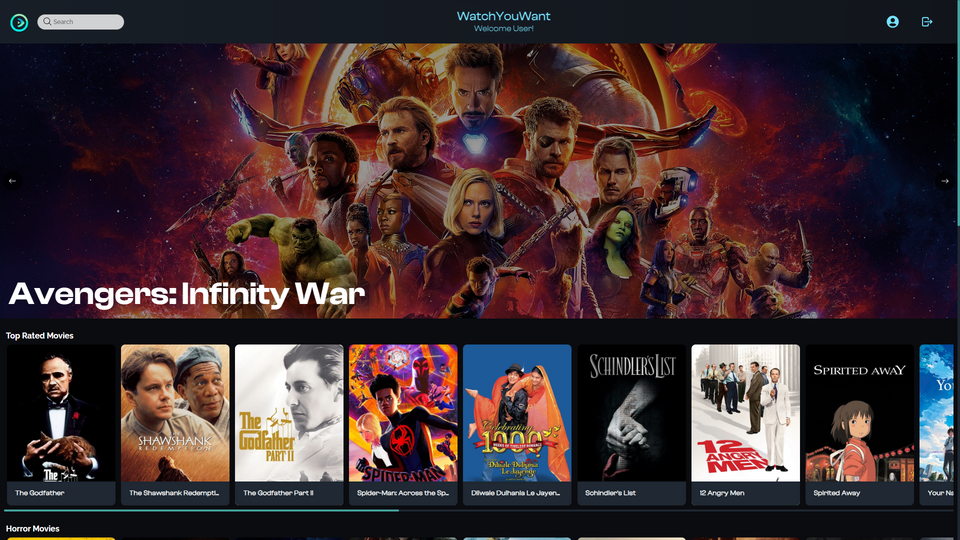 Search
WatchYouWant
Welcome User!
Avengers: Infinity War
Top Rated Movies
The
SHAWSHANK
REDEMPTION
The
Godfather
PART II
SPIDER-MAN
Celebrating
1000
Dilwale Dulhania
Le Jayenge
SCHINDLER'S LIST
12
ANGRY
MEN
SPIRITED AWAY
YO
The Godfather
The Shawshank Redempti...
The Godfather Part II
Spider-Man: Across the Sp...
Dilwale Dulhania Le Jayen...
Schindler's List
12 Angry Men
Spirited Away
Your Na
Horror Movies